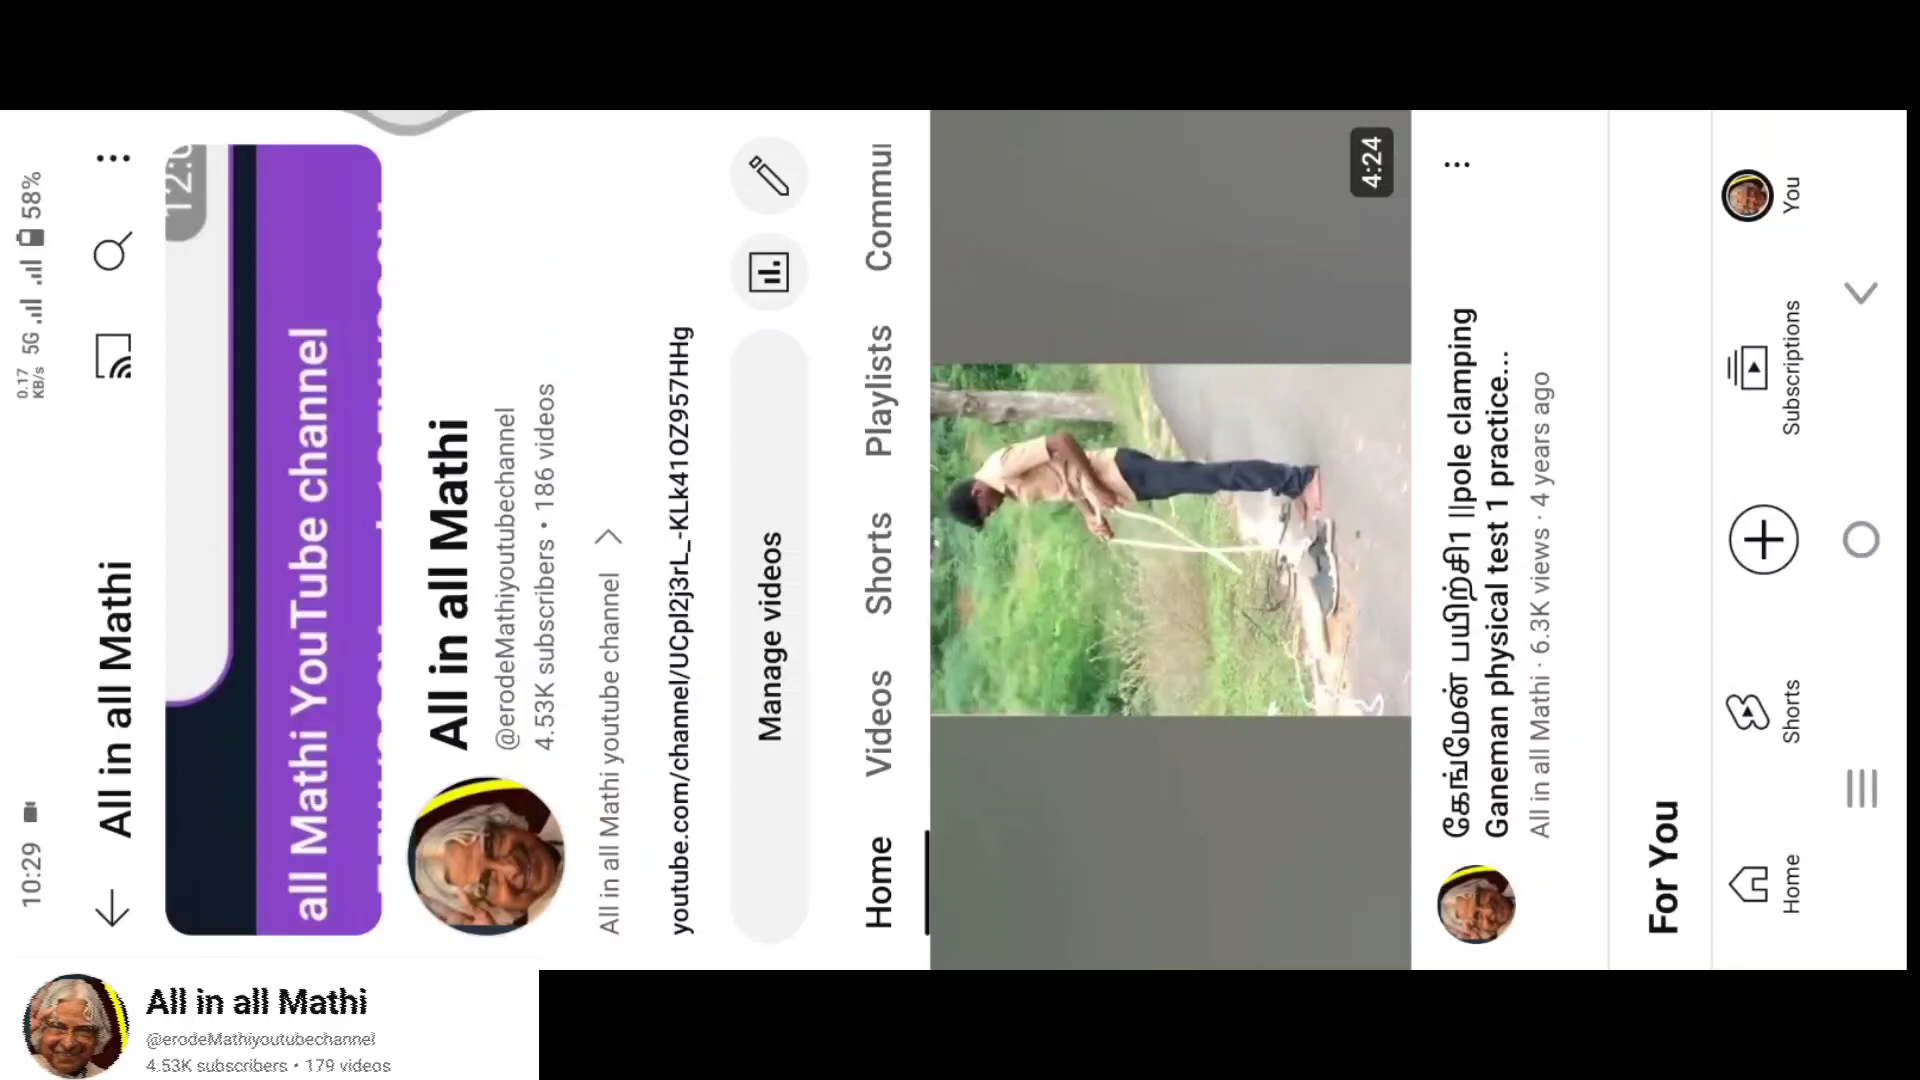 10:29
0.17 KB/s 5G 58%
All in all Mathi
12:0
all Mathi YouTube channel
All in all Mathi
@erodeMathiyoutubechannel
4.53K subscribers • 186 videos
All in all Mathi youtube channel
youtube.com/channel/UCpl2j3rL_-KLk41OZ957HHg
Manage videos
Home Videos Shorts Playlists Commu
4:24
கேங்மேன் பயிற்சி1 ||pole clamping
Ganeman physical test 1 practice...
All in all Mathi · 6.3K views · 4 years ago
For You
Home Shorts Subscriptions You
All in all Mathi
@erodeMathiyoutubechannel
4.53K subscribers • 179 videos